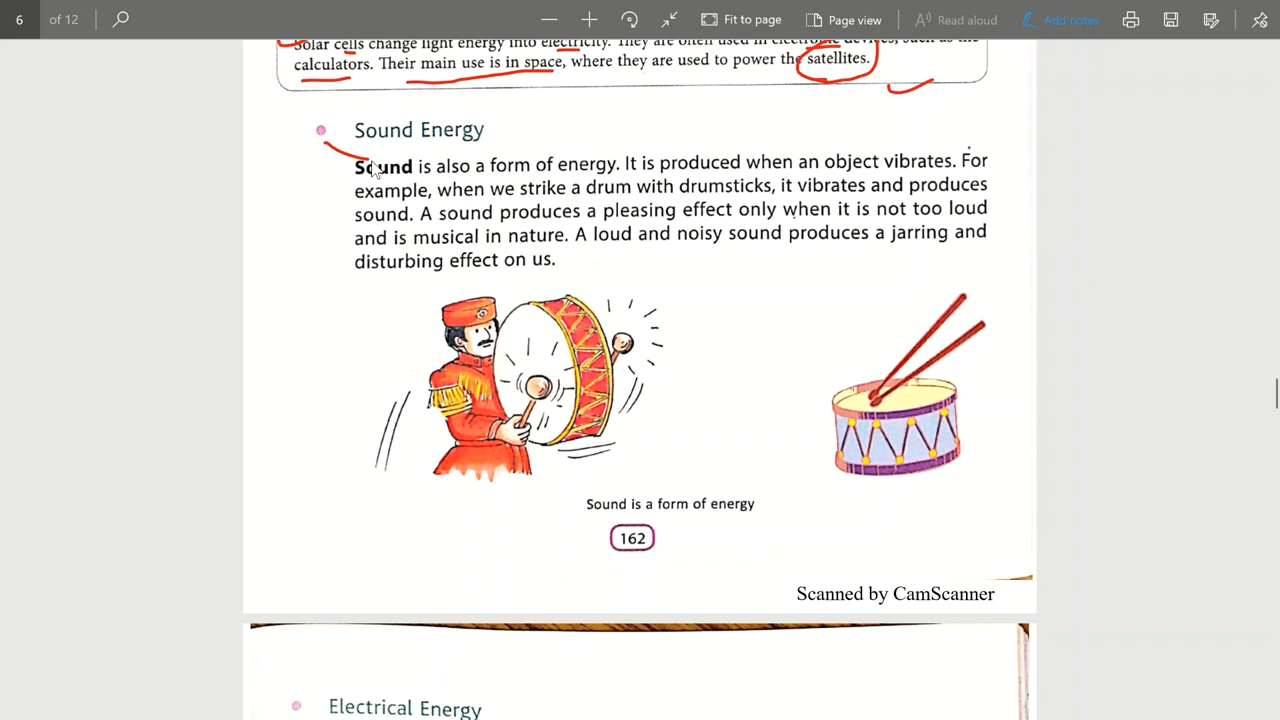 6 of 12 Fit to page Page view Read aloud Add notes
Solar cells change light energy into electricity. They are often used in electronic devices, such as the
calculators. Their main use is in space, where they are used to power the satellites.
Sound Energy
Sound is also a form of energy. It is produced when an object vibrates. For
example, when we strike a drum with drumsticks, it vibrates and produces
sound. A sound produces a pleasing effect only when it is not too loud
and is musical in nature. A loud and noisy sound produces a jarring and
disturbing effect on us.
Sound is a form of energy
162
Scanned by CamScanner
Electrical Energy